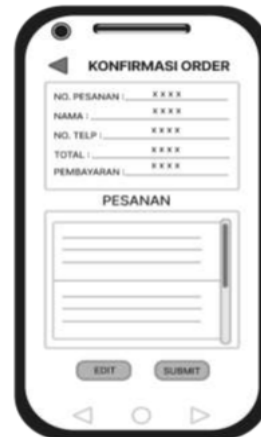 KONFIRMASI ORDER
NO. PESANAN : XXXX
NAMA : XXXX
NO. TELP : XXXX
TOTAL : XXXX
PEMBAYARAN : XXXX
PESANAN
EDIT SUBMIT